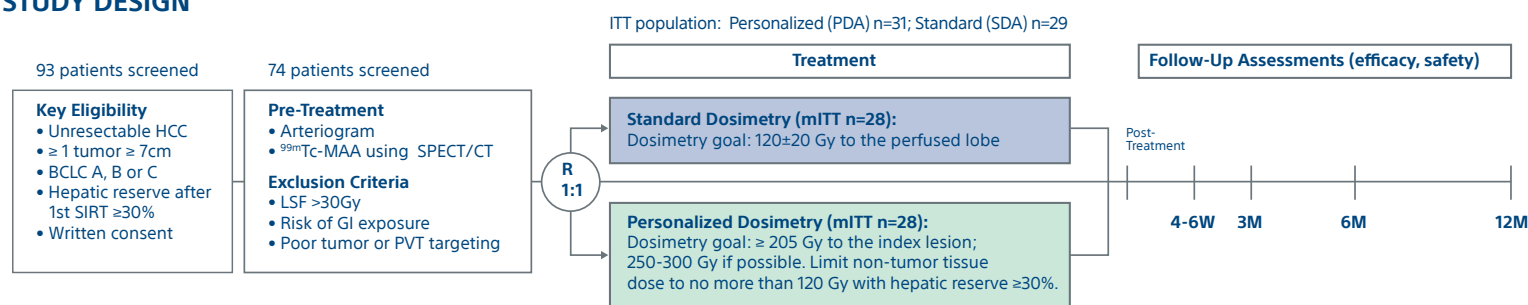 STUDY DESIGN
ITT population: Personalized (PDA) n=31; Standard (SDA) n=29
93 patients screened
Key Eligibility
• Unresectable HCC
• ≥ 1 tumor ≥ 7cm
• BCLC A, B or C
• Hepatic reserve after
1st SIRT ≥30%
• Written consent
74 patients screened
Pre-Treatment
• Arteriogram
• 99mTc-MAA using SPECT/CT
Exclusion Criteria
• LSF >30Gy
• Risk of GI exposure
• Poor tumor or PVT targeting
R
1:1
Treatment
Standard Dosimetry (mITT n=28):
Dosimetry goal: 120±20 Gy to the perfused lobe
Personalized Dosimetry (mITT n=28):
Dosimetry goal: ≥ 205 Gy to the index lesion;
250-300 Gy if possible. Limit non-tumor tissue
dose to no more than 120 Gy with hepatic reserve ≥30%.
Follow-Up Assessments (efficacy, safety)
Post-
Treatment
4-6W 3M 6M 12M